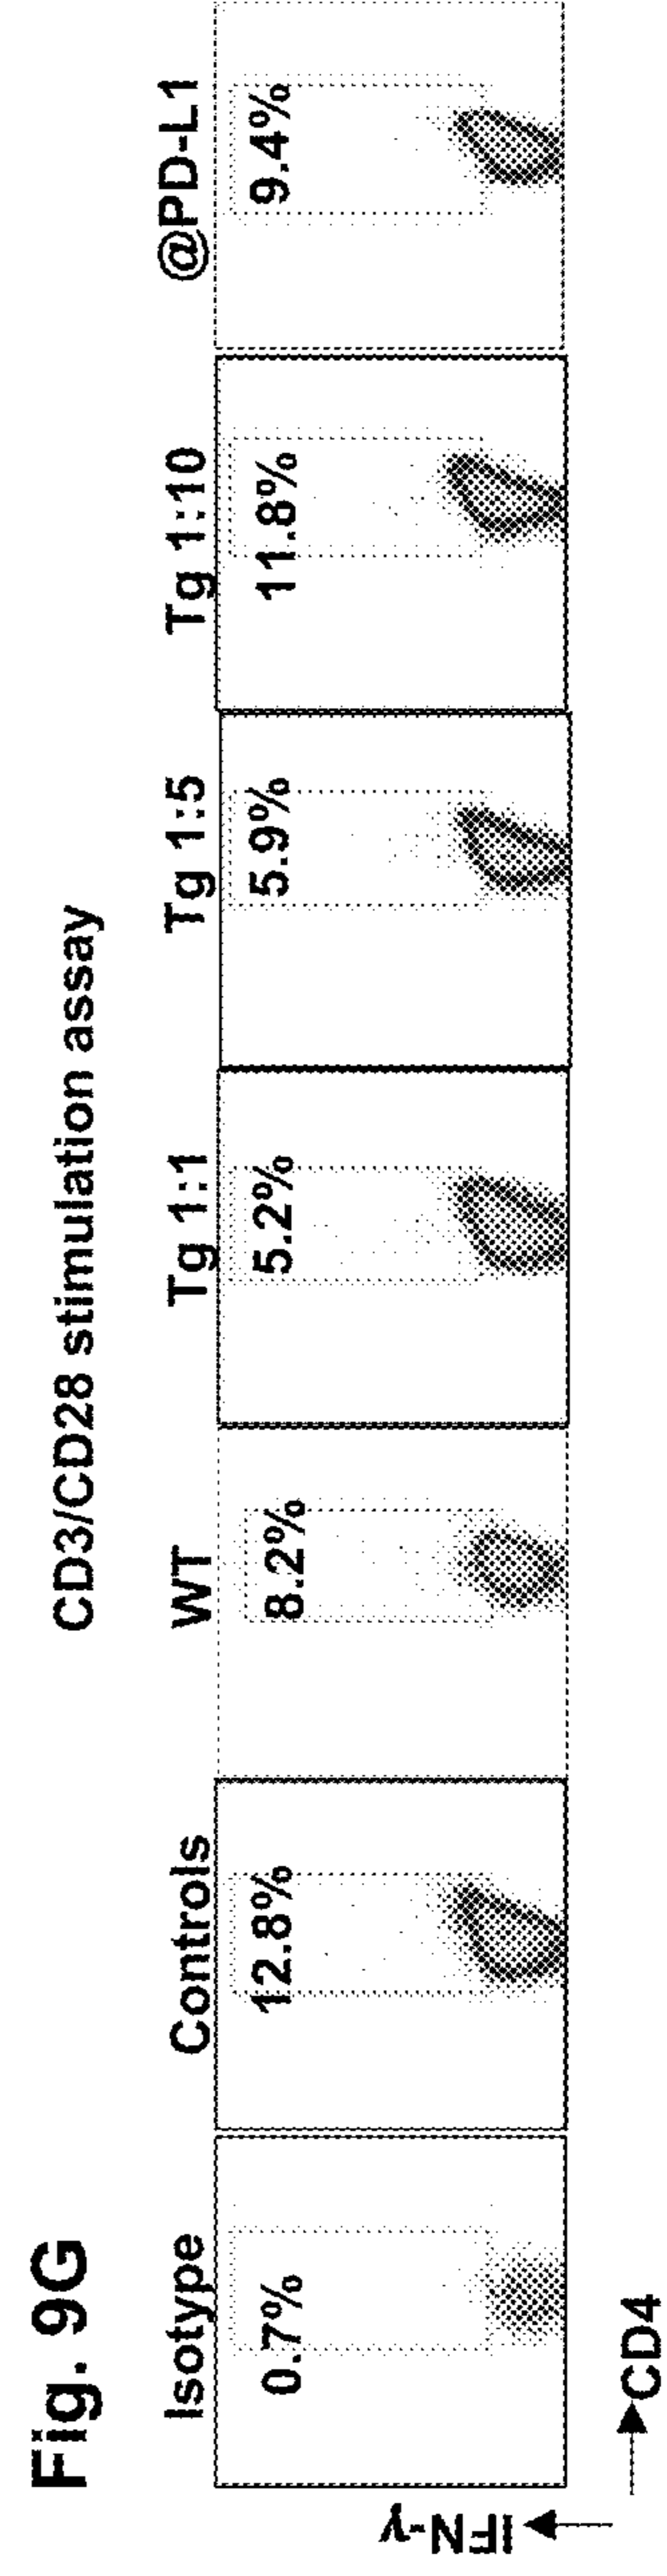 Fig. 9G
CD3/CD28 stimulation assay
Isotype
Controls
WT
Tg 1:1
Tg 1:5
Tg 1:10
@PD-L1
0.7%
12.8%
8.2%
5.2%
5.9%
11.8%
9.4%
IFN-γ
CD4